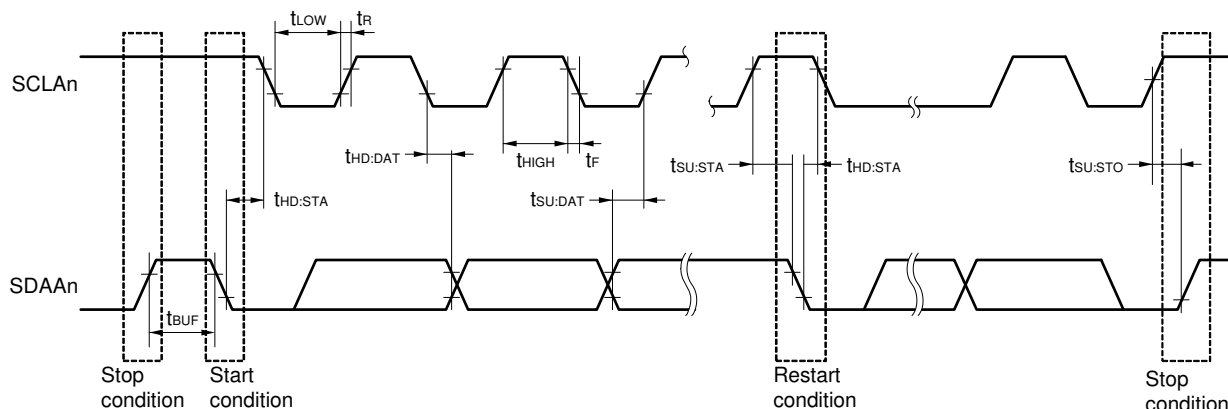 tLOW
tR
SCLAn
tHD:DAT
tHIGH
tF
tSU:STA
tHD:STA
tSU:STO
tHD:STA
tSU:DAT
SDAAn
tBUF
Stop
condition
Start
condition
Restart
condition
Stop
condition